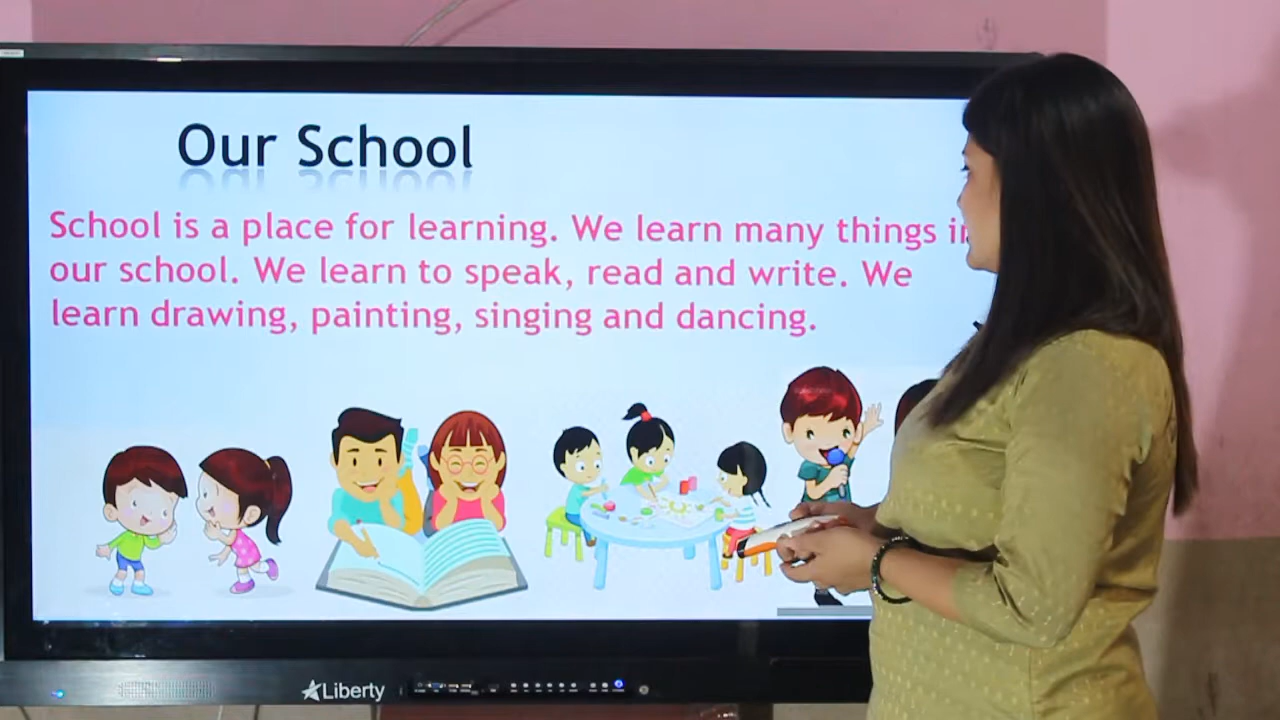 Our School
School is a place for learning. We learn many things in
our school. We learn to speak, read and write. We
learn drawing, painting, singing and dancing.
Liberty